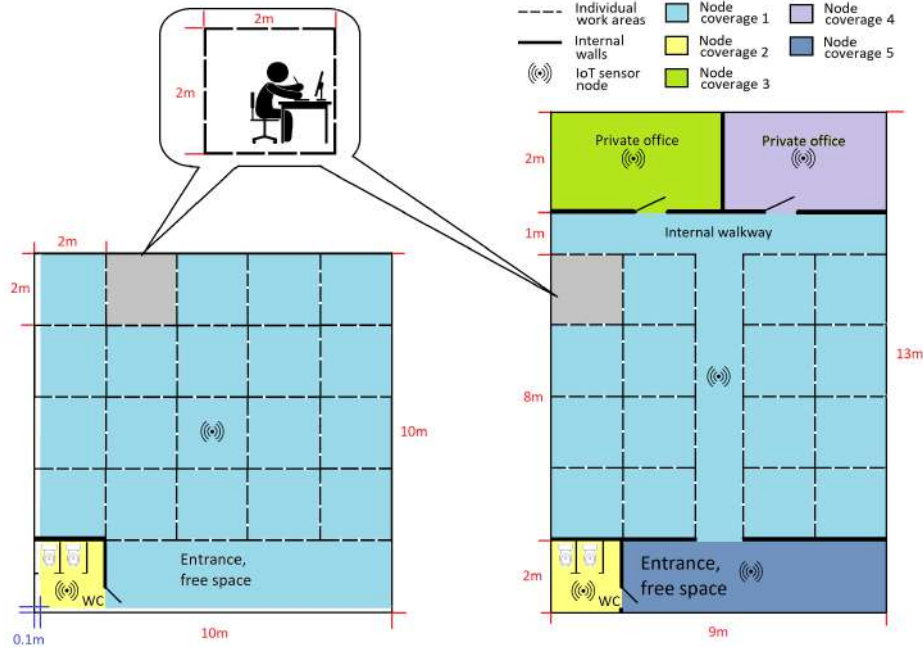 2m
2m
Individual
work areas
Internal
walls
IoT sensor
node
Node
coverage 1
Node
coverage 2
Node
coverage 3
Node
coverage 4
Node
coverage 5
2m
2m
10m
Entrance,
free space
WC
0.1m
10m
Private office
Private office
2m
1m
Internal walkway
8m
13m
2m
Entrance,
free space
WC
9m